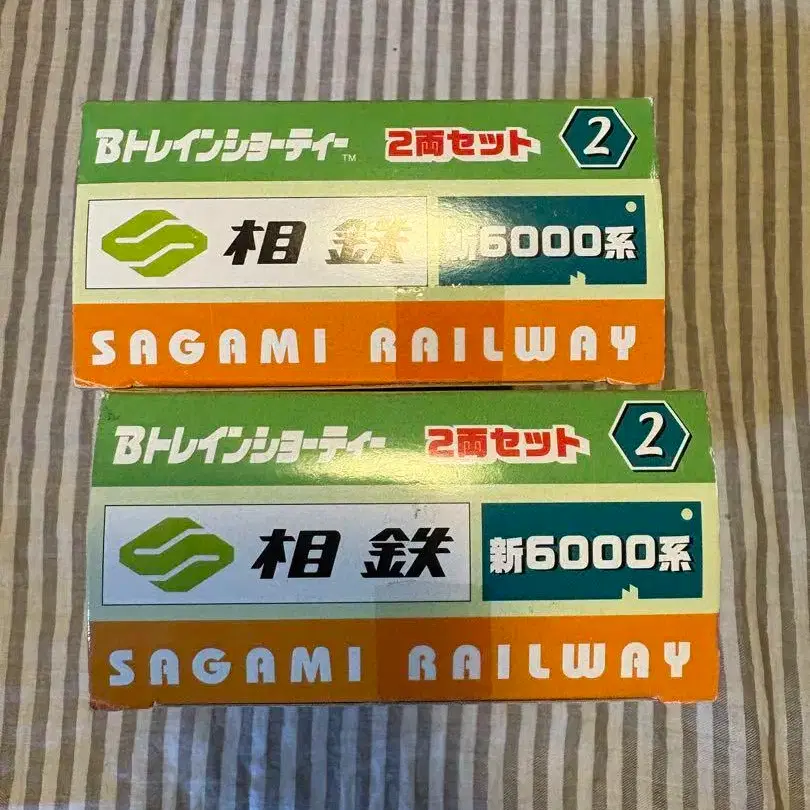 Bトレインショーティー™ 2両セット 2
相鉄 新6000系
SAGAMI RAILWAY
Bトレインショーティー 2両セット 2
相鉄 新6000系
SAGAMI RAILWAY